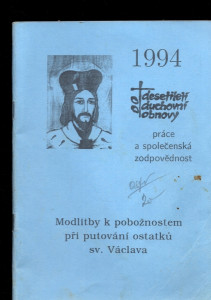 1994
desetiletí
duchovní
obnovy
práce
a společenská
zodpovědnost
Modlitby k pobožnostem
při putování ostatků
sv. Václava